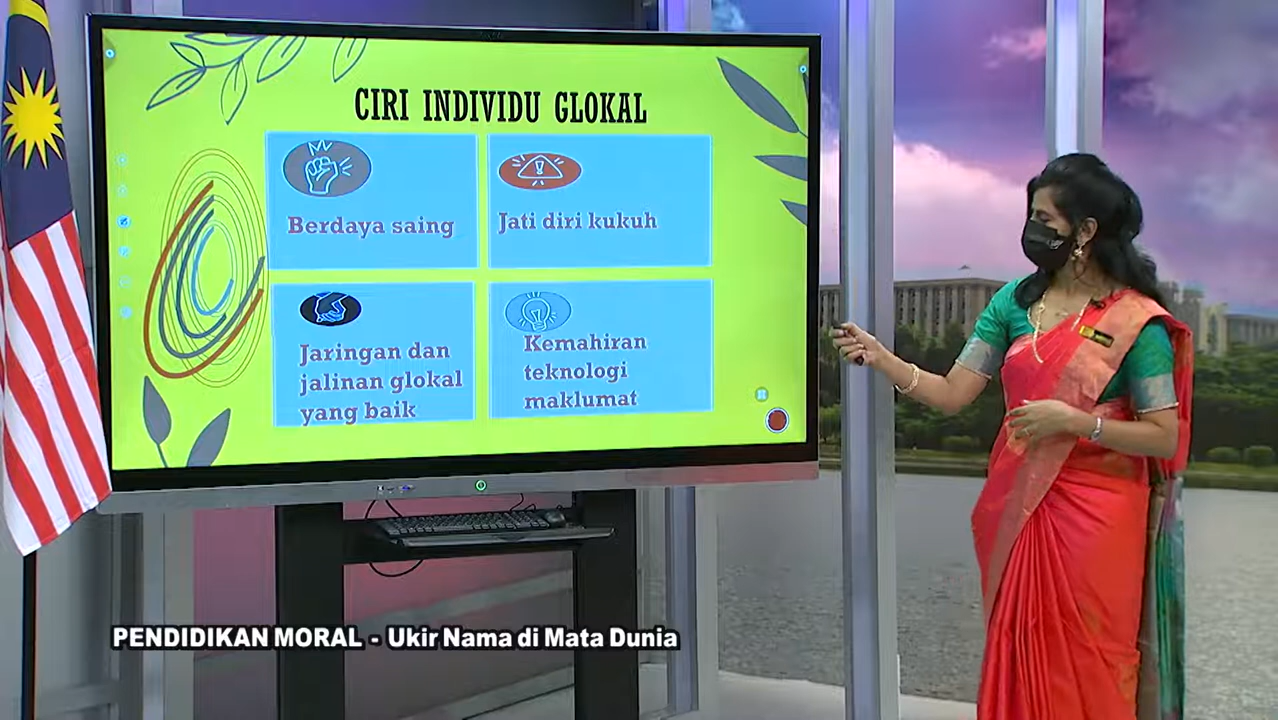 CIRI INDIVIDU GLOKAL
Berdaya saing
Jati diri kukuh
Jaringan dan
jalinan glokal
yang baik
Kemahiran
teknologi
maklumat
PENDIDIKAN MORAL - Ukir Nama di Mata Dunia